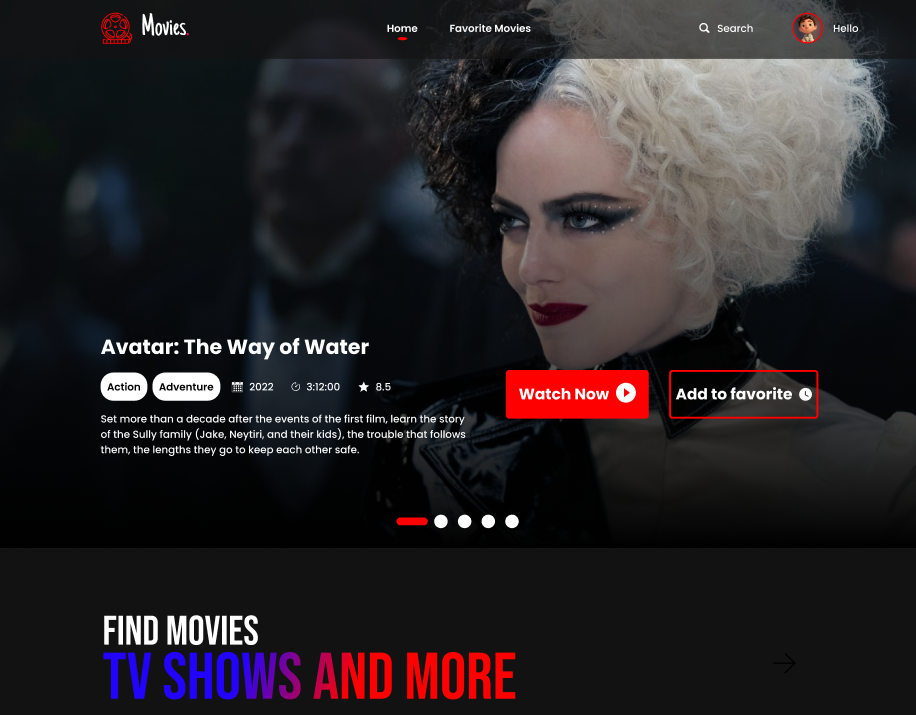 Movies.
Home
Favorite Movies
Search
Hello
Avatar: The Way of Water
Action
Adventure
2022
3:12:00
8.5
Set more than a decade after the events of the first film, learn the story
of the Sully family (Jake, Neytiri, and their kids), the trouble that follows
them, the lengths they go to keep each other safe.
Watch Now
Add to favorite
FIND MOVIES
TV SHOWS AND MORE